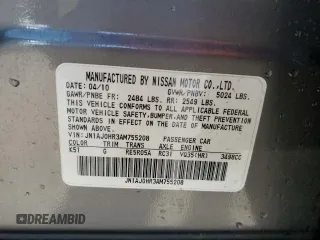 MANUFACTURED BY NISSAN MOTOR CO.,LTD.
DATE: 04/10 GVWR/PNBV: 5024 LBS.
GAWR/PNBE FR: 2484 LBS. RR: 2549 LBS.
THIS VEHICLE CONFORMS TO ALL APPLICABLE FEDERAL
MOTOR VEHICLE SAFETY,BUMPER,AND THEFT PREVENTION
STANDARDS IN EFFECT ON THE DATE OF MANUFACTURE
SHOWN ABOVE.
VIN: JN1AJ0HR3AM755208 PASSENGER CAR
COLOR TRIM TRANS AXLE ENGINE
K51 G RE5R05A RC31 VQ35(HR) 3498CC
JN1AJ0HR3AM755208
DREAMBID